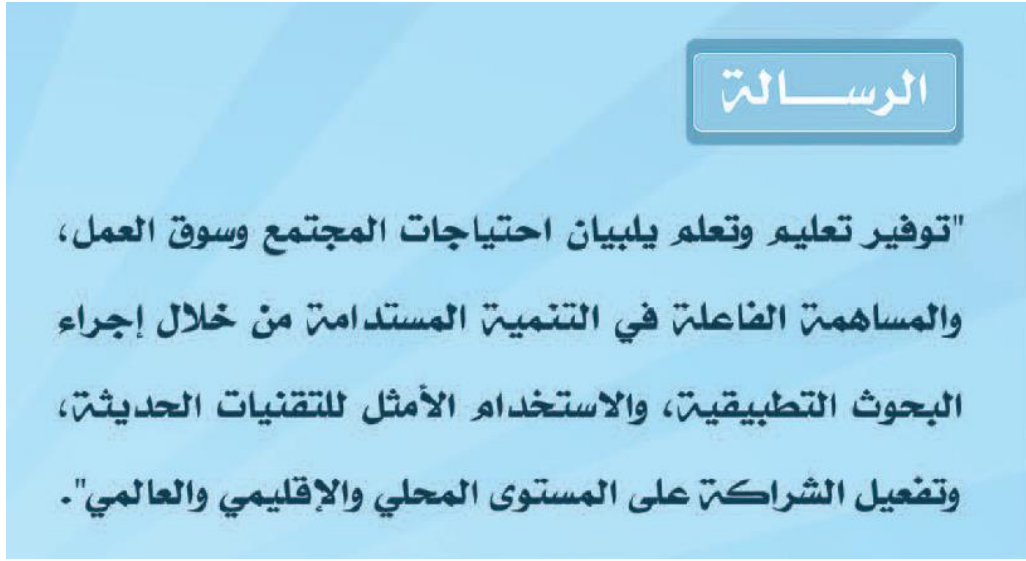 الرســـالة
"توفير تعليم وتعلم يلبيان احتياجات المجتمع وسوق العمل،
والمساهمة الفاعلة في التنمية المستدامة من خلال إجراء
البحوث التطبيقية، والاستخدام الأمثل للتقنيات الحديثة،
وتفعيل الشراكة على المستوى المحلي والإقليمي والعالمي".